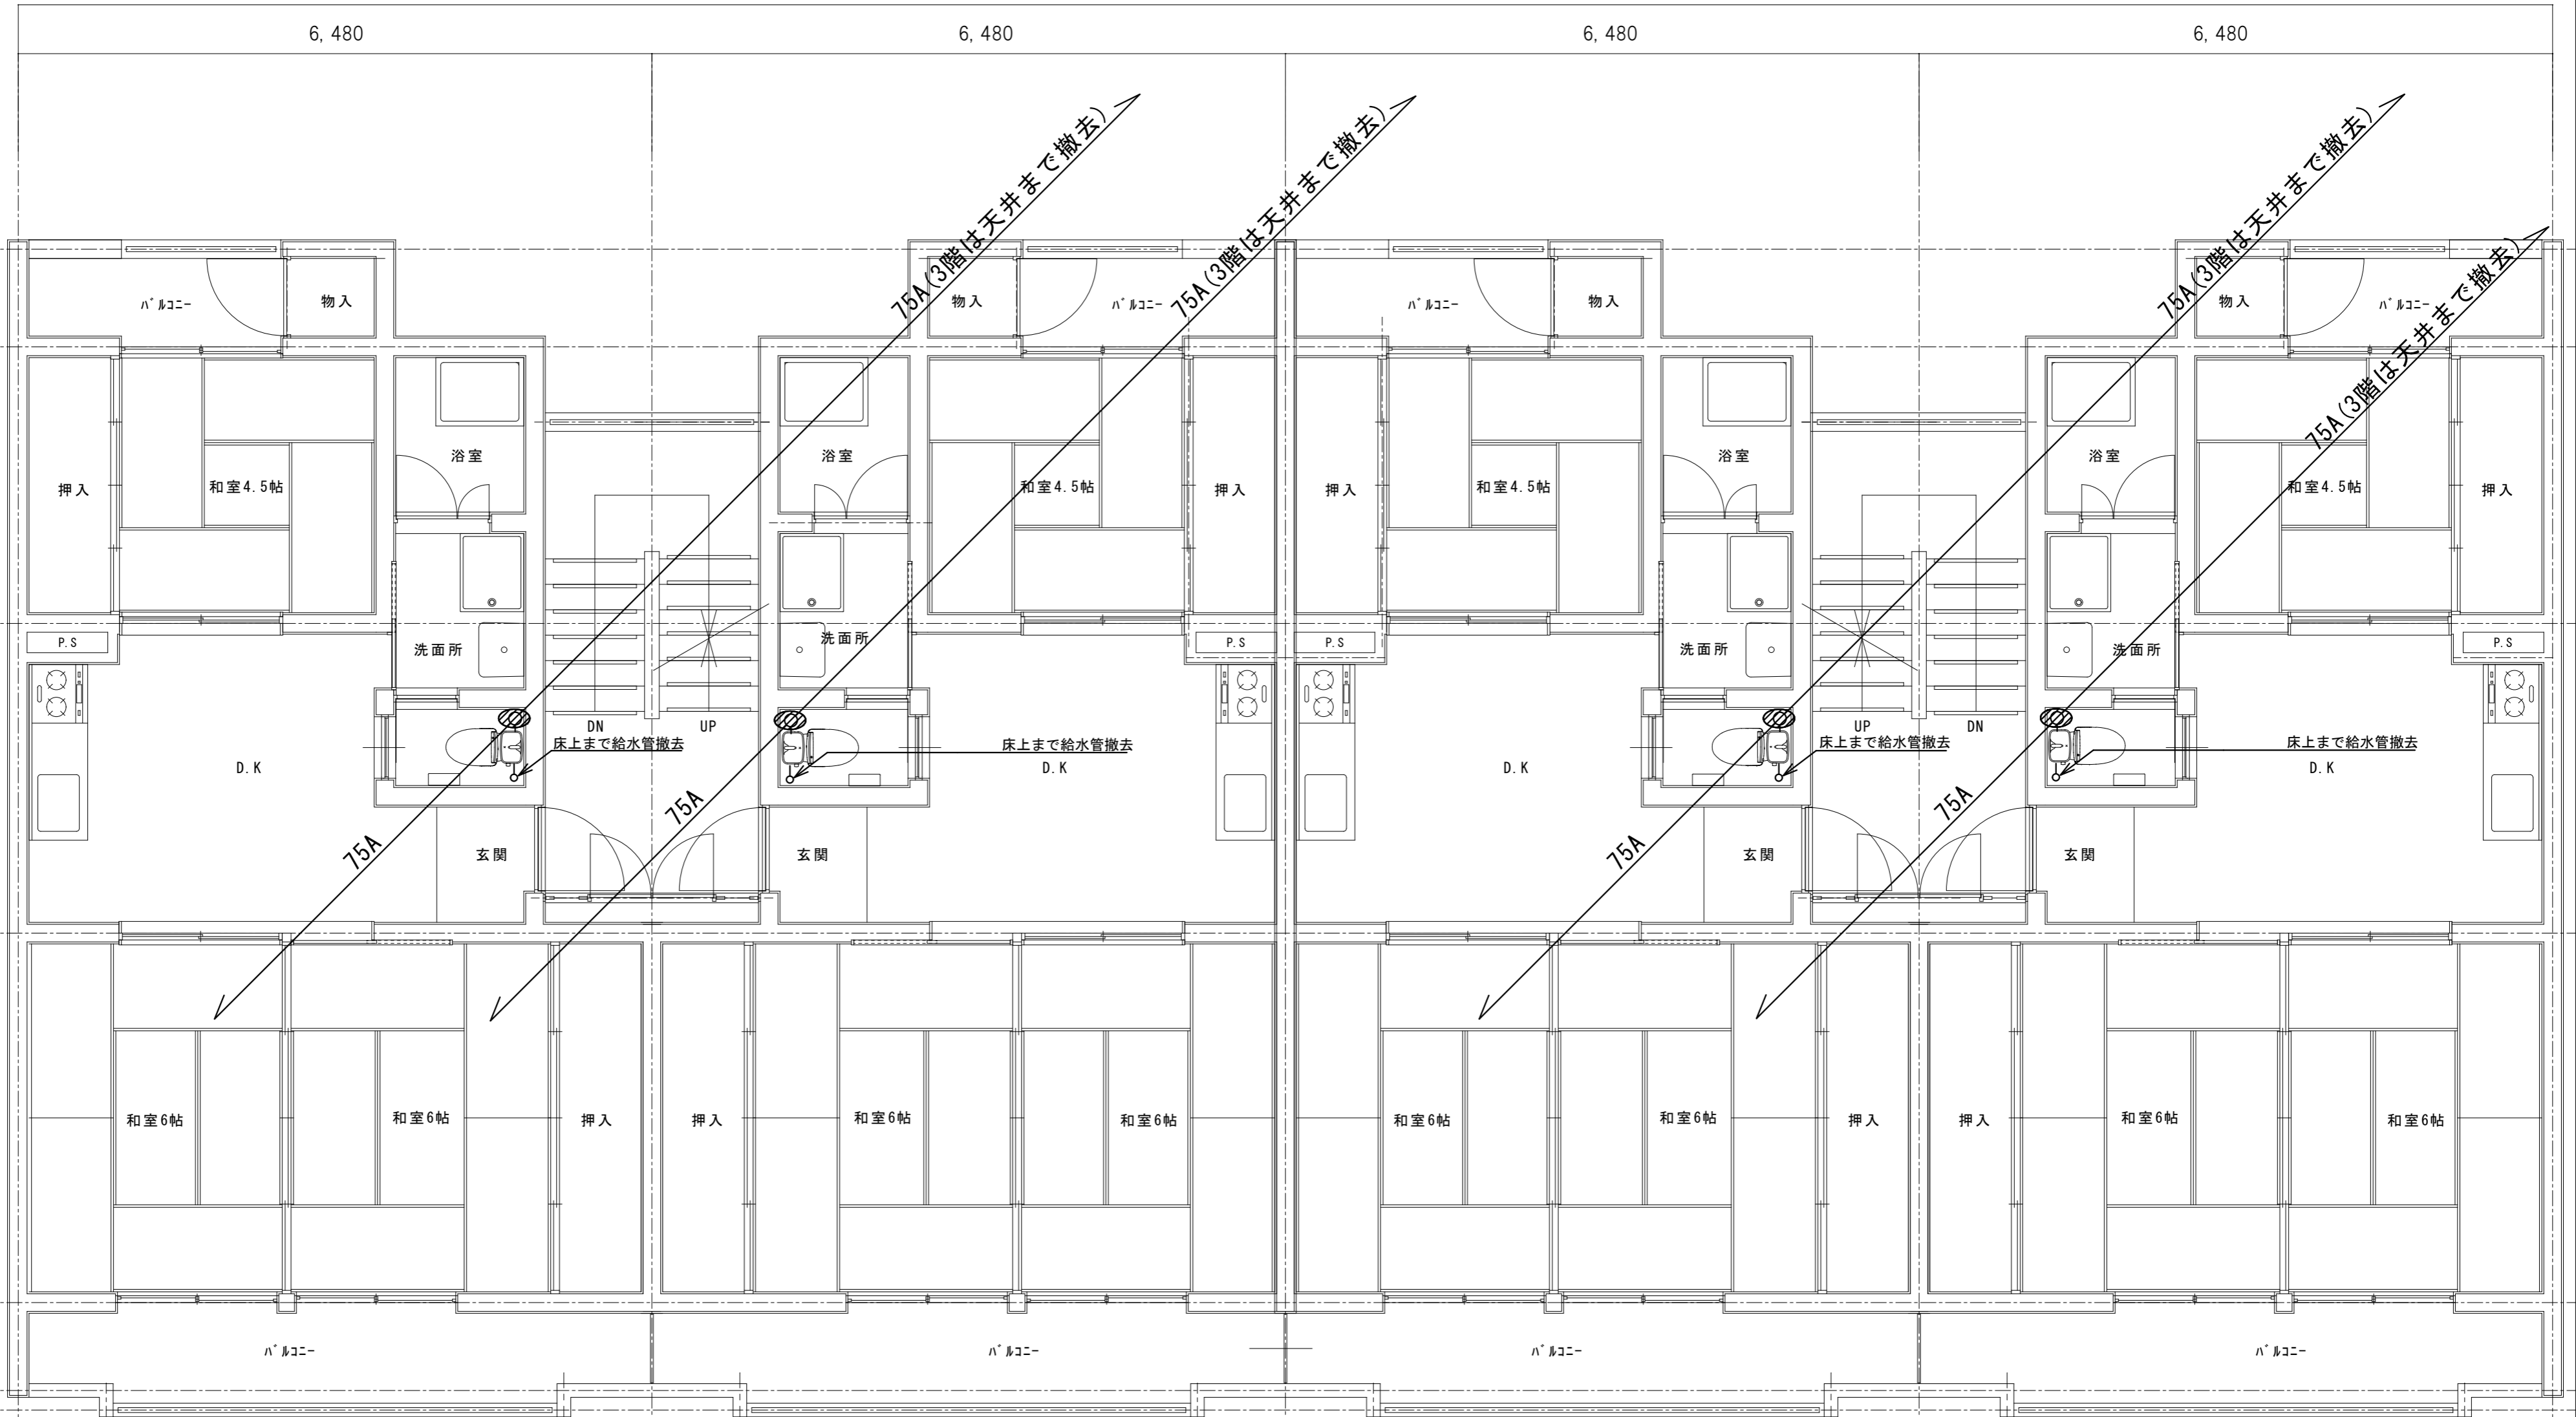 6,480 6,480 6,480 6,480
75A(3階は天井まで撤去) 75A(3階は天井まで撤去) 75A(3階は天井まで撤去) 75A(3階は天井まで撤去)
バルコニー 物入 物入 バルコニー バルコニー 物入 物入 バルコニー
浴室 浴室 浴室 浴室
押入 和室4.5帖 和室4.5帖 押入 押入 和室4.5帖 和室4.5帖 押入
P.S 洗面所 洗面所 P.S P.S 洗面所 洗面所 P.S
DN UP UP DN
床上まで給水管撤去 床上まで給水管撤去 床上まで給水管撤去 床上まで給水管撤去
D.K D.K D.K D.K
75A 75A 75A 75A
玄関 玄関 玄関 玄関
和室6帖 和室6帖 押入 押入 和室6帖 和室6帖 和室6帖 和室6帖 押入 押入 和室6帖 和室6帖
バルコニー バルコニー バルコニー バルコニー